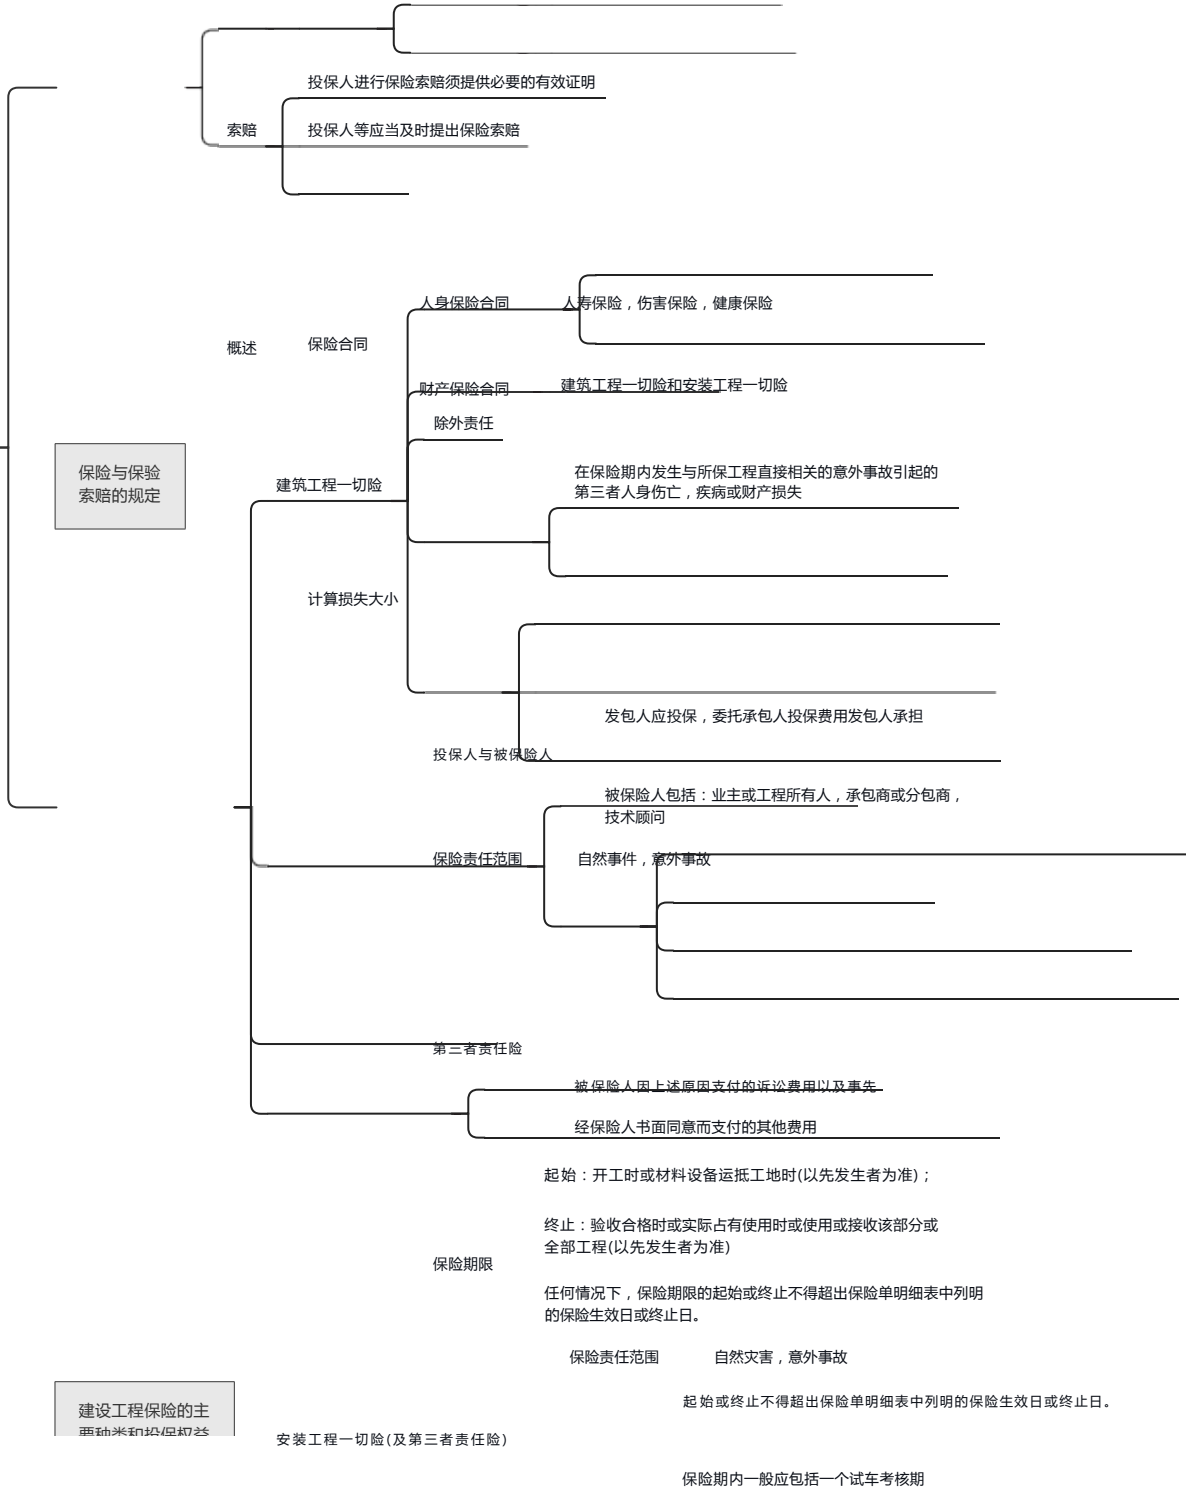 投保人进行保险索赔须提供必要的有效证明
索赔
投保人等应当及时提出保险索赔
人身保险合同
人寿保险，伤害保险，健康保险
概述
保险合同
财产保险合同
建筑工程一切险和安装工程一切险
除外责任
保险与保验
索赔的规定
建筑工程一切险
在保险期内发生与所保工程直接相关的意外事故引起的
第三者人身伤亡，疾病或财产损失
计算损失大小
发包人应投保，委托承包人投保费用发包人承担
投保人与被保险人
被保险人包括：业主或工程所有人，承包商或分包商，
技术顾问
保险责任范围
自然事件，意外事故
第三者责任险
被保险人因上述原因支付的诉讼费用以及事先
经保险人书面同意而支付的其他费用
起始：开工时或材料设备运抵工地时(以先发生者为准)；
终止：验收合格时或实际占有使用时或使用或接收该部分或
全部工程(以先发生者为准)
保险期限
任何情况下，保险期限的起始或终止不得超出保险单明细表中列明
的保险生效日或终止日。
保险责任范围
自然灾害，意外事故
起始或终止不得超出保险单明细表中列明的保险生效日或终止日。
建设工程保险的主
要种类和投保权益
安装工程一切险(及第三者责任险)
保险期内一般应包括一个试车考核期